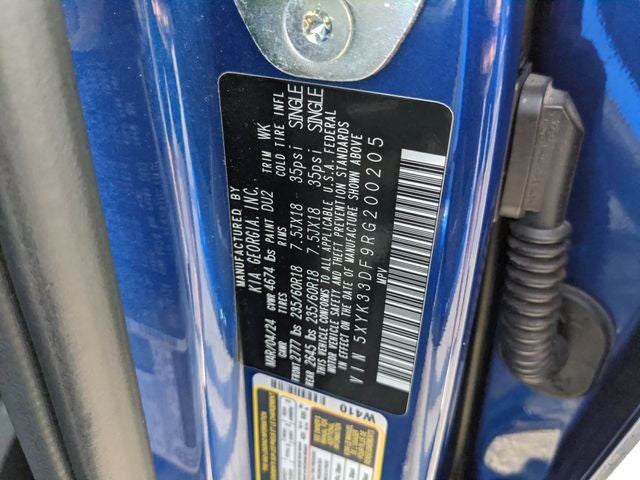 MANUFACTURED BY
KIA GEORGIA, INC.
MAR/04/24 GVWR 4674 lbs PAINT DU2 TRIM WK
GAWR TIRES RIMS COLD TIRE INFL
FRONT 2777 lbs 235/60R18 7.5JX18 35psi SINGLE
REAR 2645 lbs 235/60R18 7.5JX18 35psi SINGLE
THIS VEHICLE CONFORMS TO ALL APPLICABLE U.S.A. FEDERAL
MOTOR VEHICLE SAFETY AND THEFT PREVENTION STANDARDS
IN EFFECT ON THE DATE OF MANUFACTURE SHOWN ABOVE
VIN 5XYK33DF9RG200205
MPV
W410